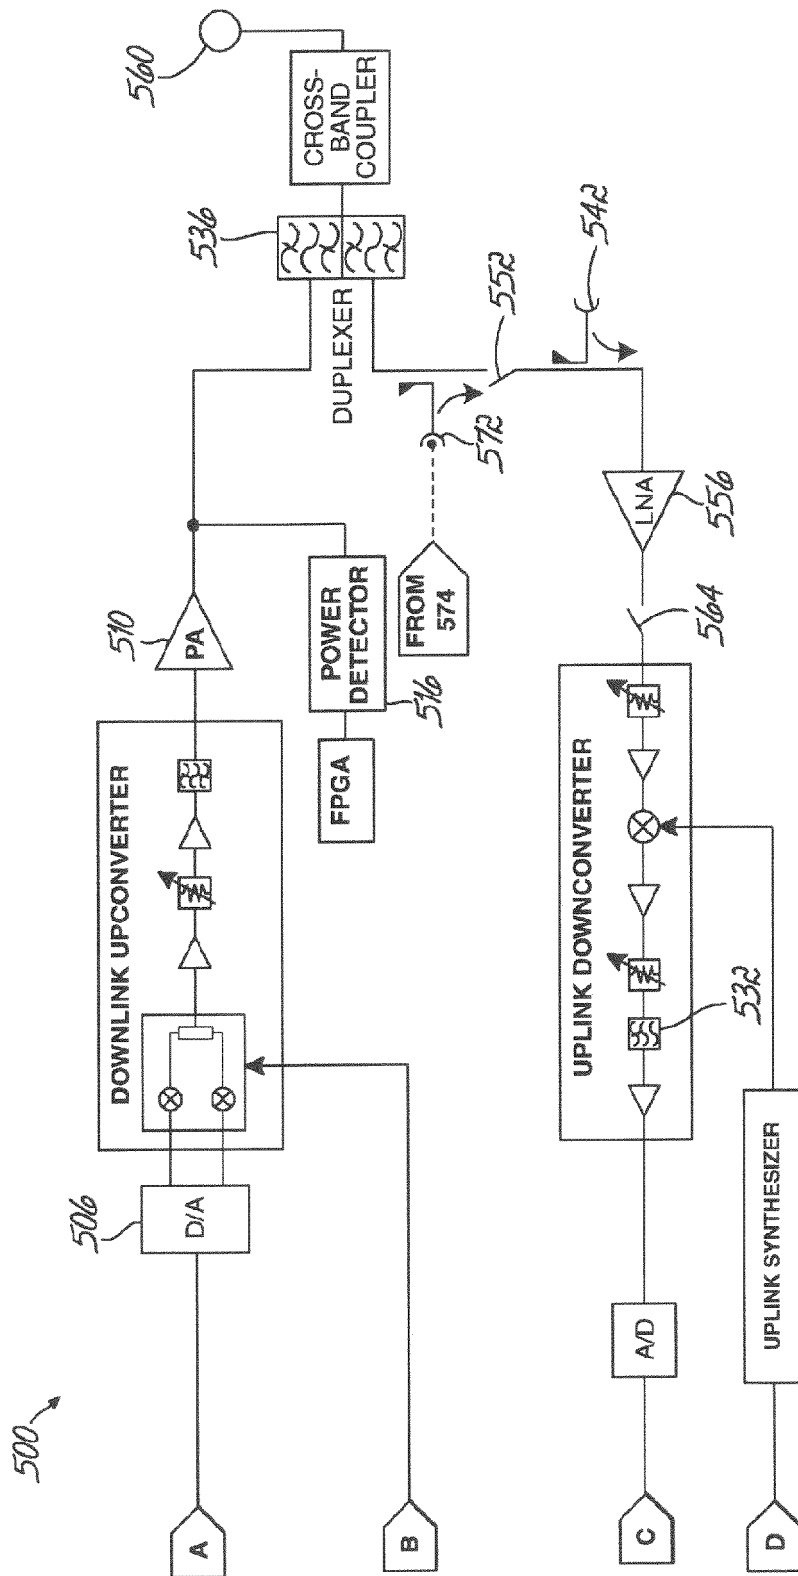 500
A
506
D/A
DOWNLINK UPCONVERTER
510
PA
B
FPGA
POWER
DETECTOR
516
FROM
574
572
DUPLEXER
536
CROSS-
BAND
COUPLER
560
552
542
C
A/D
UPLINK DOWNCONVERTER
532
564
LNA
556
D
UPLINK SYNTHESIZER